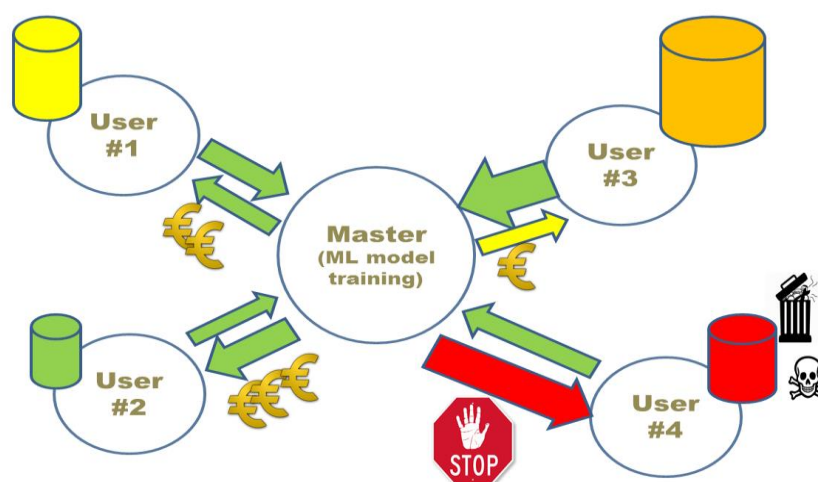 User
#1
User
#3
Master
(ML model
training)
€€
€
User
#2
€€€
User
#4
STOP